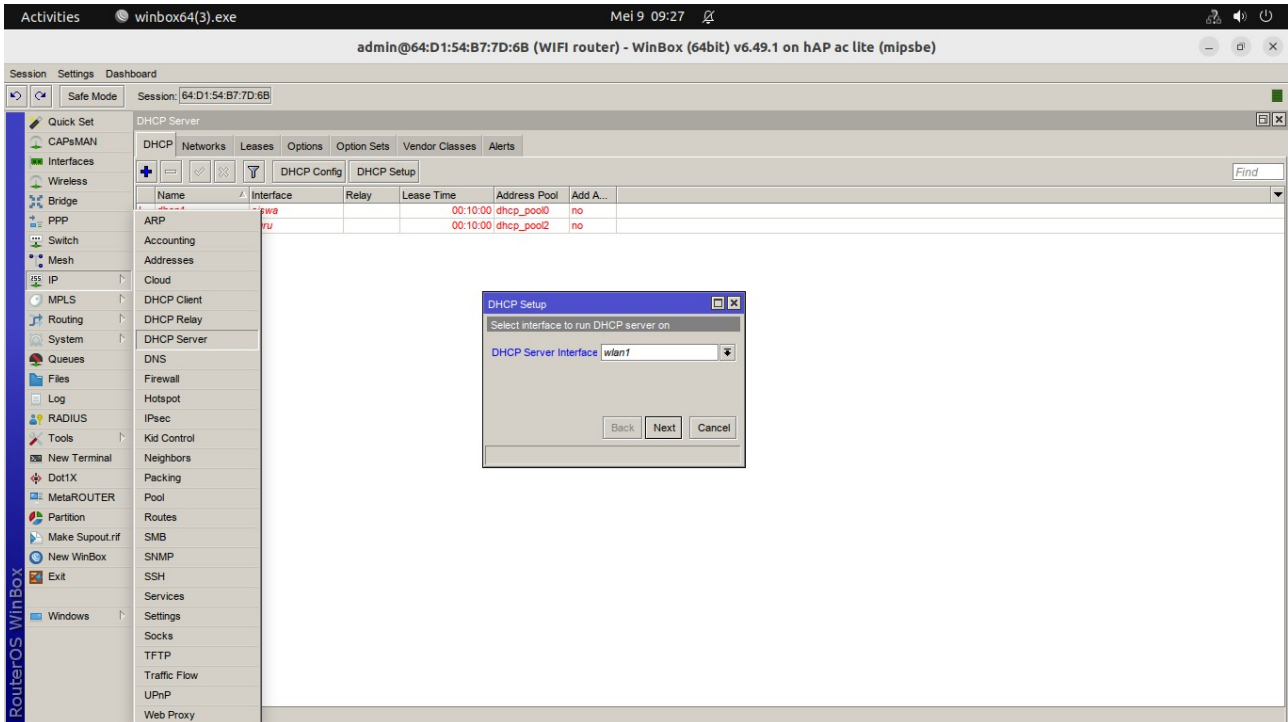 Activities winbox64(3).exe Mei 9 09:27
admin@64:D1:54:B7:7D:6B (WIFI router) - WinBox (64bit) v6.49.1 on hAP ac lite (mipsbe)
Session Settings Dashboard
Safe Mode Session: 64:D1:54:B7:7D:6B
DHCP Server
DHCP Networks Leases Options Option Sets Vendor Classes Alerts
DHCP Config DHCP Setup Find
Name Interface Relay Lease Time Address Pool Add A...
00:10:00 dhcp_pool0 no
00:10:00 dhcp_pool2 no
Quick Set
CAPsMAN
Interfaces
Wireless
Bridge
PPP
Switch
Mesh
IP
MPLS
Routing
System
Queues
Files
Log
RADIUS
Tools
New Terminal
Dot1X
MetaROUTER
Partition
Make Supout.rif
New WinBox
Exit
Windows
RouterOS WinBox
ARP
Accounting
Addresses
Cloud
DHCP Client
DHCP Relay
DHCP Server
DNS
Firewall
Hotspot
IPsec
Kid Control
Neighbors
Packing
Pool
Routes
SMB
SNMP
SSH
Services
Settings
Socks
TFTP
Traffic Flow
UPnP
Web Proxy
DHCP Setup
Select interface to run DHCP server on
DHCP Server Interface wlan1
Back Next Cancel